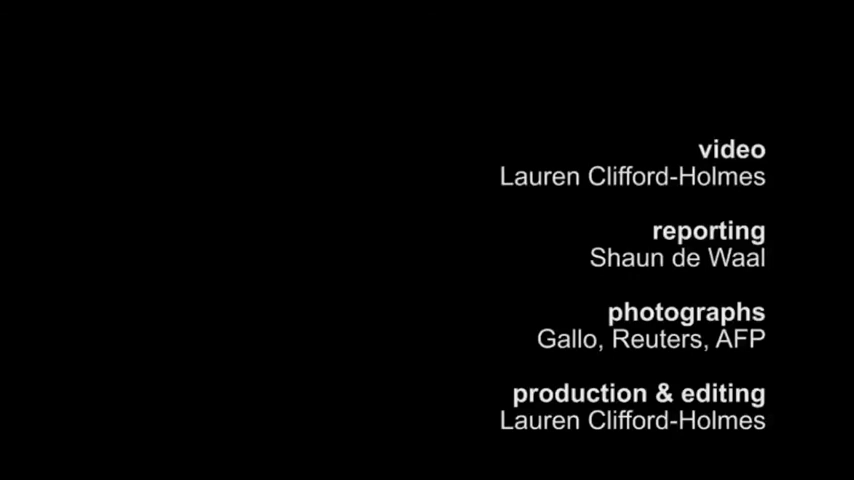 video
Lauren Clifford-Holmes
reporting
Shaun de Waal
photographs
Gallo, Reuters, AFP
production & editing
Lauren Clifford-Holmes